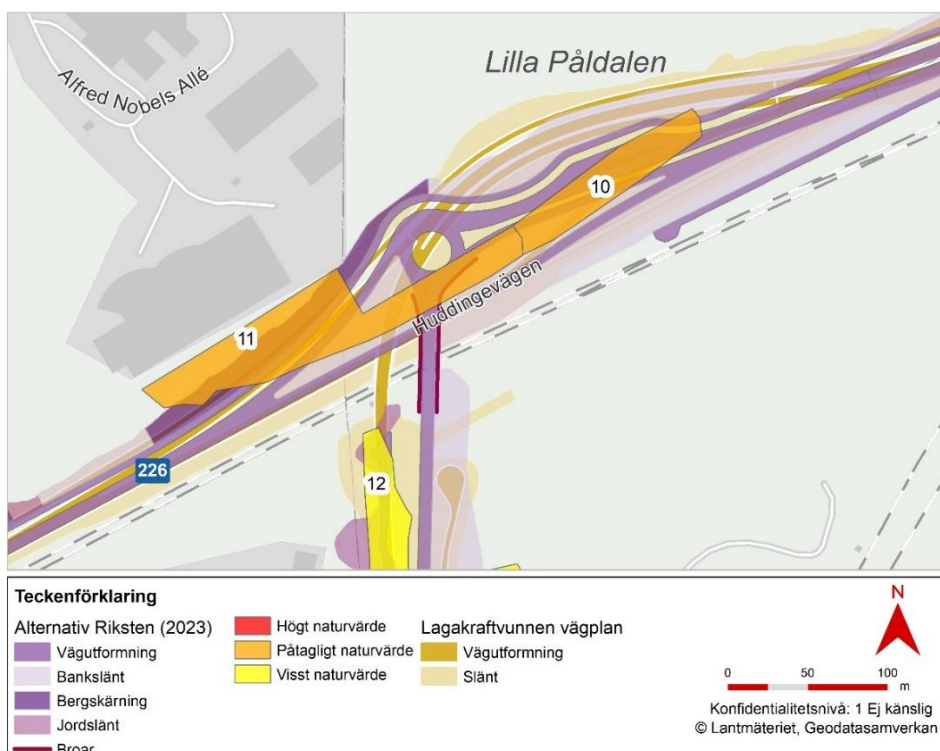 Lilla Påldalen
Alfred Nobels Allé
10
Huddingevägen
11
226
12
Teckenförklaring
Alternativ Riksten (2023)
Vägutformning
Bankslänt
Bergskärning
Jordslänt
Broar
Högt naturvärde
Påtagligt naturvärde
Visst naturvärde
Lagakraftvunnen vägplan
Vägutformning
Slänt
N
0 50 100
m
Konfidentialitetsnivå: 1 Ej känslig
© Lantmäteriet, Geodatasamverkan